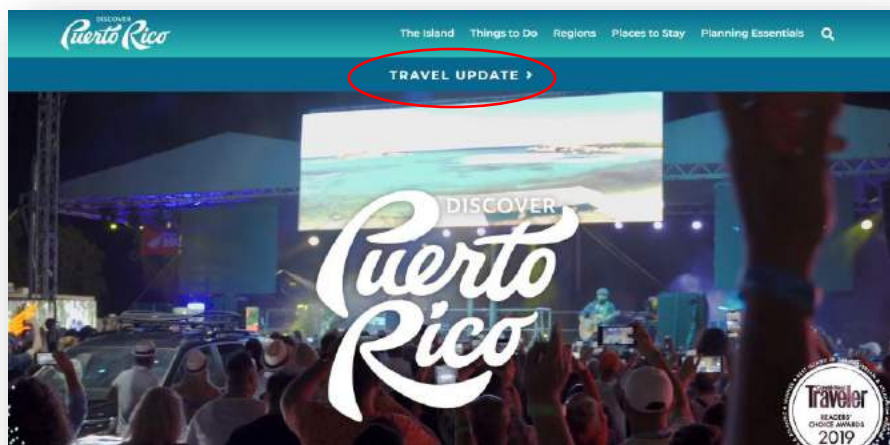 DISCOVER
Puerto Rico
The Island Things to Do Regions Places to Stay Planning Essentials
TRAVEL UPDATE ›
DISCOVER
Puerto
Rico
Traveler
READERS'
CHOICE AWARDS
2019